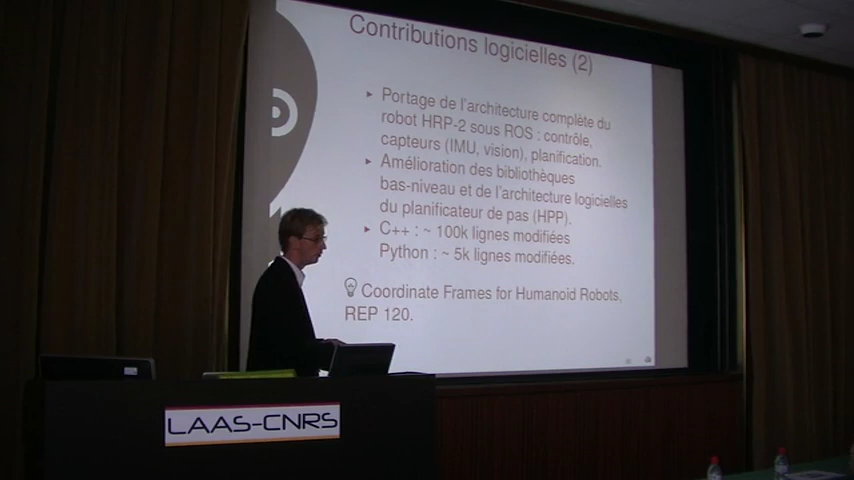 Contributions logicielles (2)
Portage de l'architecture complète du
robot HRP-2 sous ROS : contrôle,
capteurs (IMU, vision), planification.
Amélioration des bibliothèques
bas-niveau et de l'architecture logicielles
du planificateur de pas (HPP).
C++ : ~ 100k lignes modifiées
Python : ~ 5k lignes modifiées.
Coordinate Frames for Humanoid Robots,
REP 120.
LAAS-CNRS